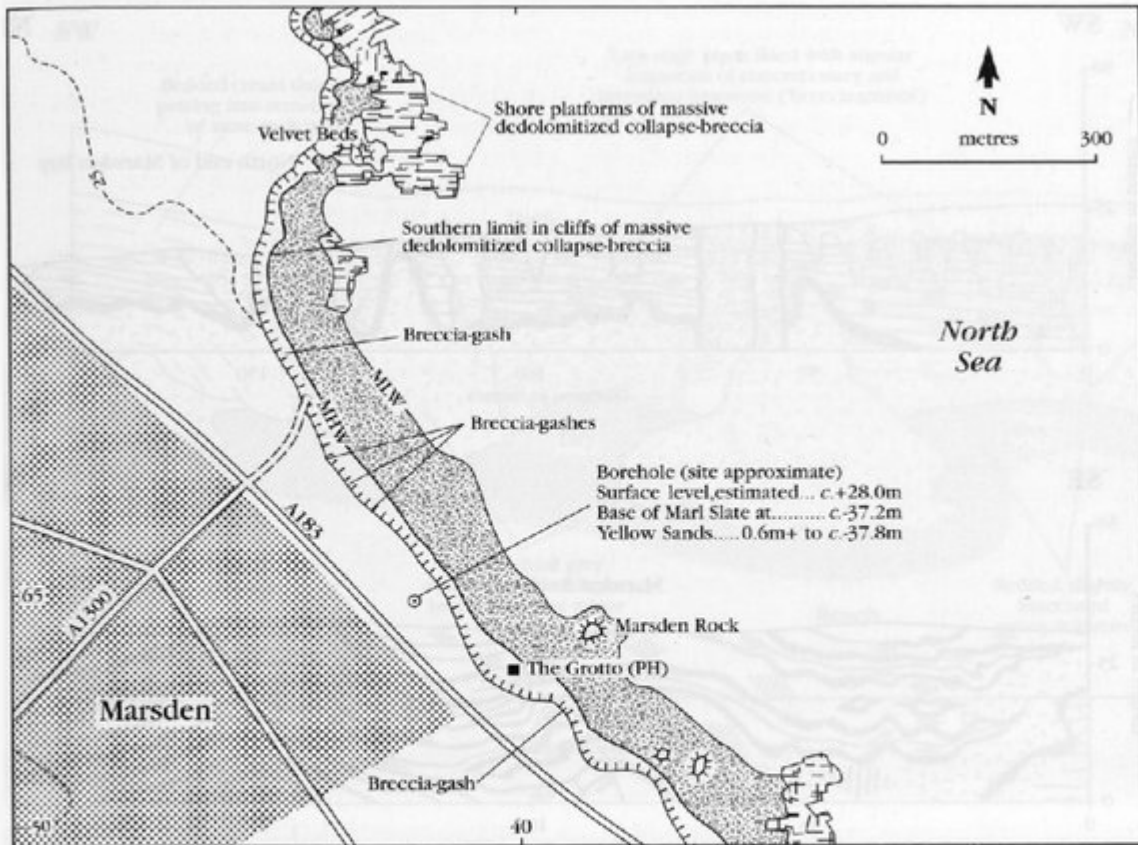 N
0 metres 300
Shore platforms of massive
dedolomitized collapse-breccia
Velvet Beds
Southern limit in cliffs of massive
dedolomitized collapse-breccia
25
Breccia-gash
North
Sea
MLW
MHW
Breccia-gashes
Borehole (site approximate)
Surface level,estimated... c.+28.0m
Base of Marl Slate at.......... c.-37.2m
Yellow Sands.....0.6m+ to c.-37.8m
A183
65
A1300
Marsden Rock
The Grotto (PH)
Marsden
Breccia-gash
40